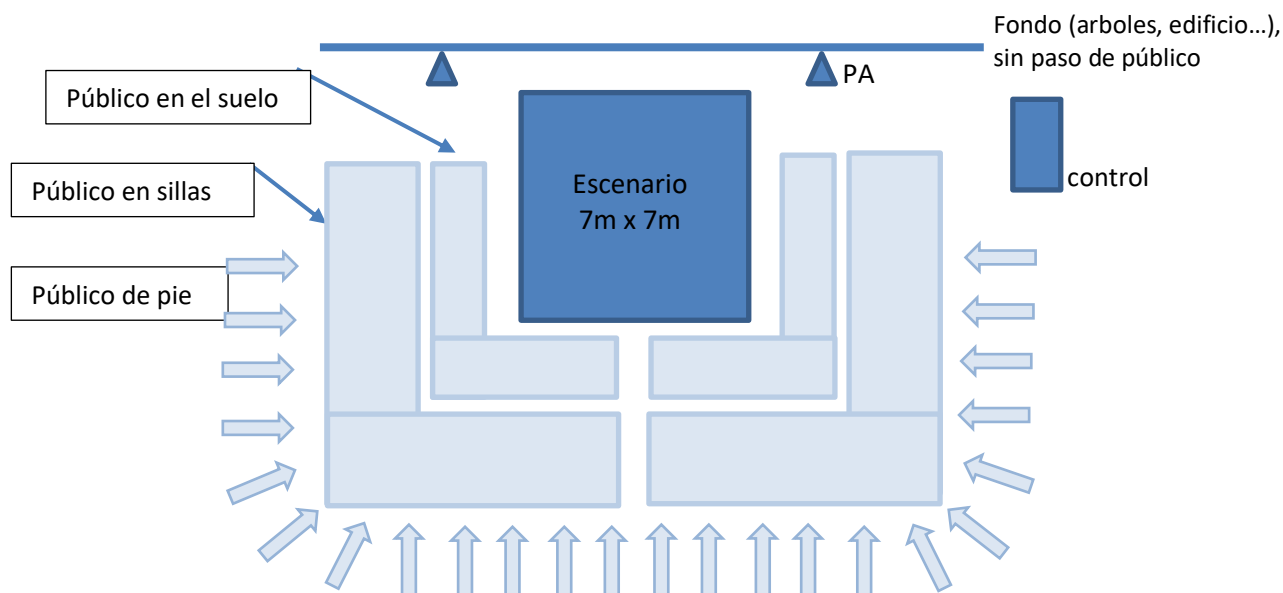 Fondo (arboles, edificio…),
sin paso de público
PA
Público en el suelo
control
Público en sillas
Escenario
7m x 7m
Público de pie